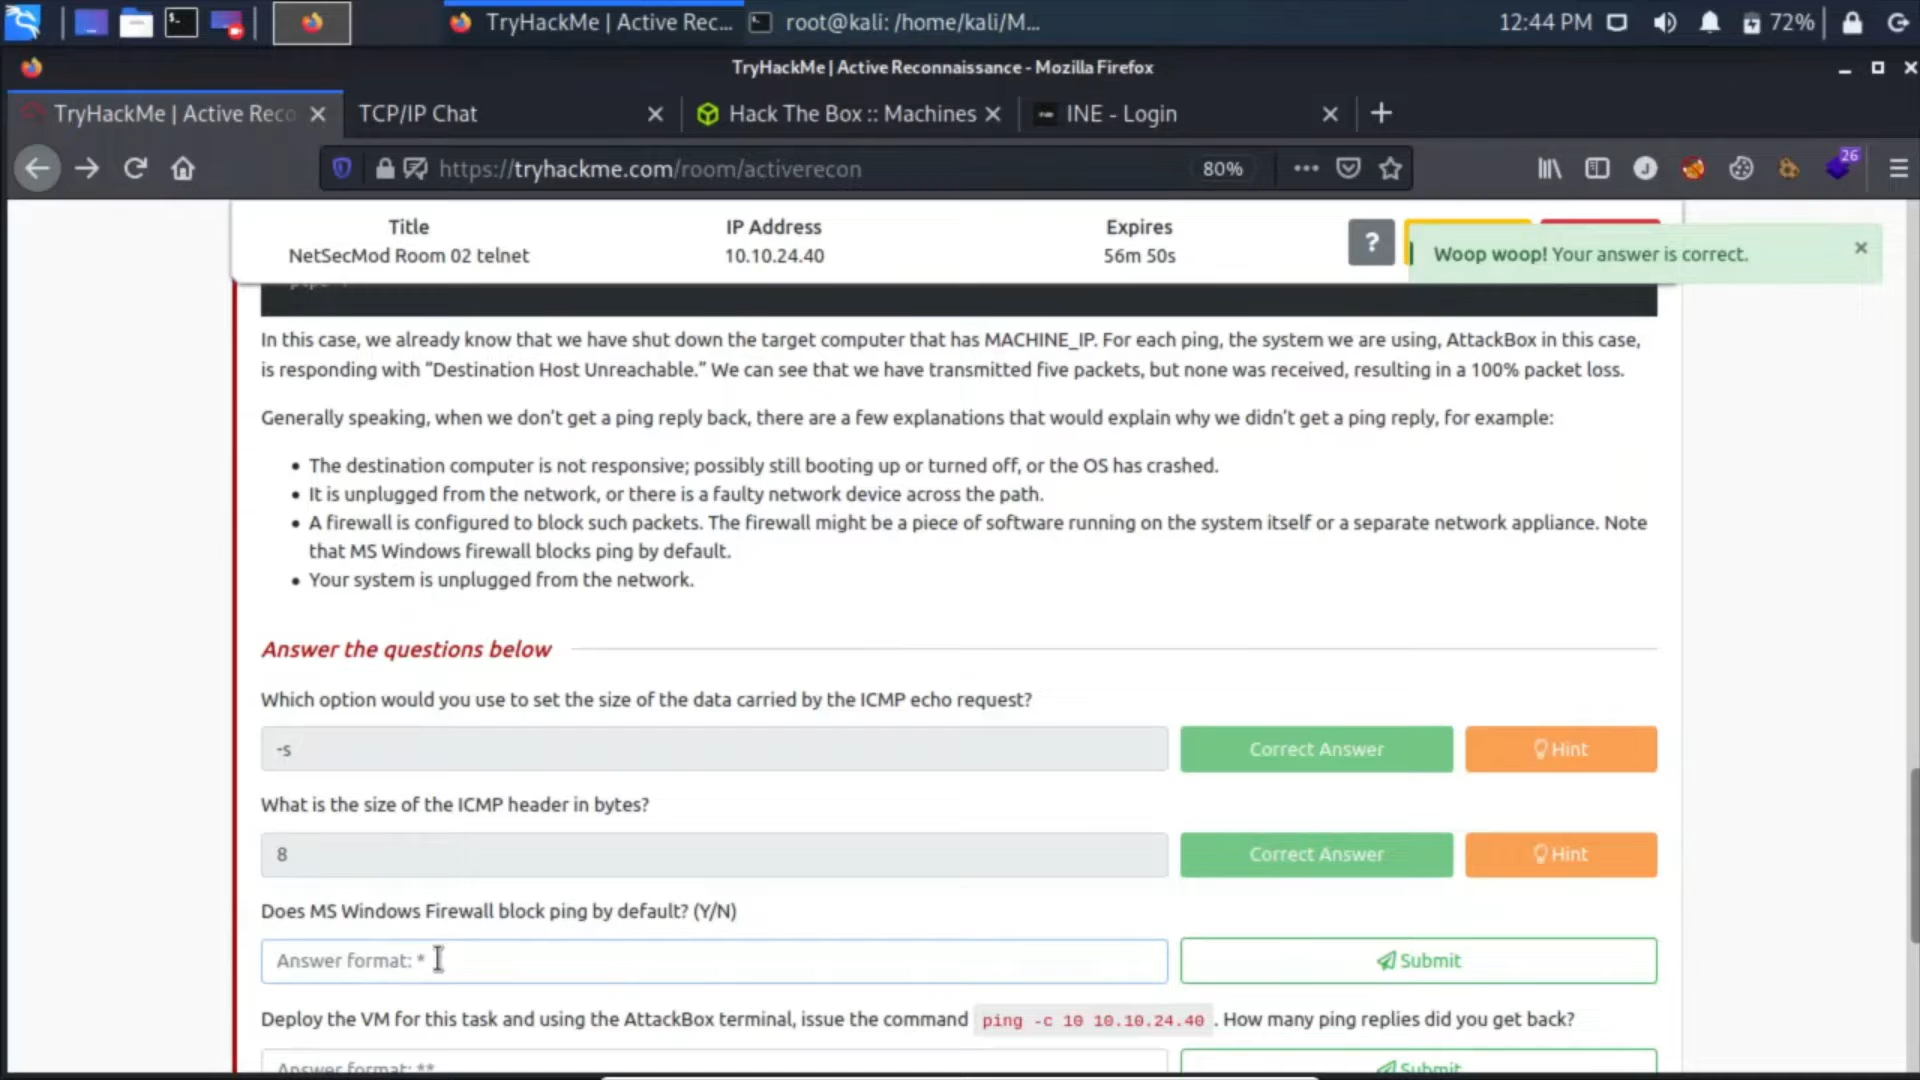 TryHackMe | Active Rec...
root@kali: /home/kali/M...
12:44 PM
72%
TryHackMe | Active Reconnaissance - Mozilla Firefox
TryHackMe | Active Reco
TCP/IP Chat
Hack The Box :: Machines
INE - Login
https://tryhackme.com/room/activerecon
80%
J
26
Title
IP Address
Expires
NetSecMod Room 02 telnet
10.10.24.40
56m 50s
?
Woop woop! Your answer is correct.
In this case, we already know that we have shut down the target computer that has MACHINE_IP. For each ping, the system we are using, AttackBox in this case,
is responding with “Destination Host Unreachable.” We can see that we have transmitted five packets, but none was received, resulting in a 100% packet loss.
Generally speaking, when we don’t get a ping reply back, there are a few explanations that would explain why we didn’t get a ping reply, for example:
• The destination computer is not responsive; possibly still booting up or turned off, or the OS has crashed.
• It is unplugged from the network, or there is a faulty network device across the path.
• A firewall is configured to block such packets. The firewall might be a piece of software running on the system itself or a separate network appliance. Note
that MS Windows firewall blocks ping by default.
• Your system is unplugged from the network.
Answer the questions below
Which option would you use to set the size of the data carried by the ICMP echo request?
-s
Correct Answer
Hint
What is the size of the ICMP header in bytes?
8
Correct Answer
Hint
Does MS Windows Firewall block ping by default? (Y/N)
Answer format: *
Submit
Deploy the VM for this task and using the AttackBox terminal, issue the command ping -c 10 10.10.24.40 . How many ping replies did you get back?
Answer format: **
Submit